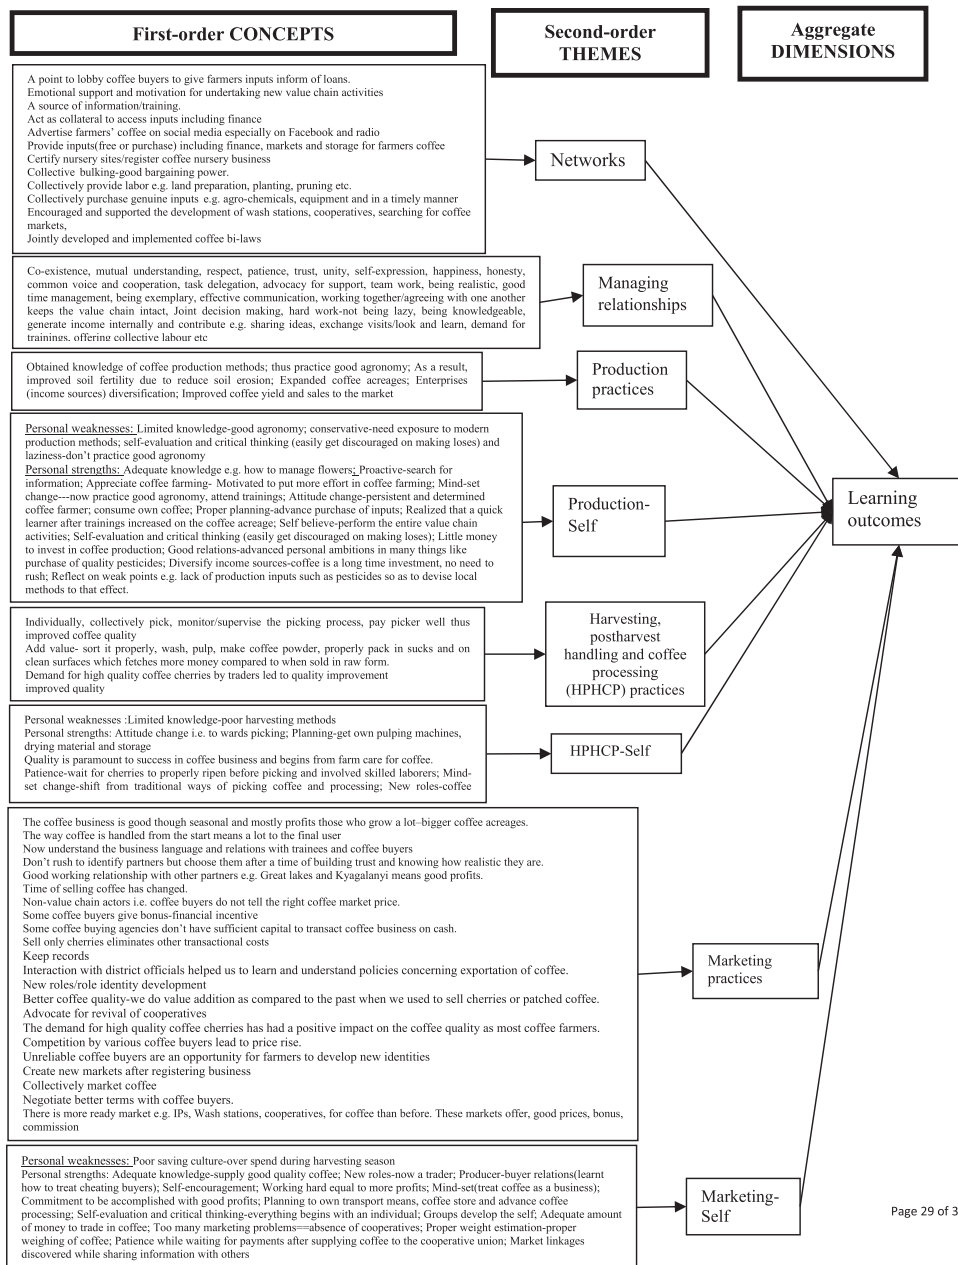 First-order CONCEPTS
Second-order
THEMES
Aggregate
DIMENSIONS
A point to lobby coffee buyers to give farmers inputs inform of loans.
Emotional support and motivation for undertaking new value chain activities
A source of information/training.
Act as collateral to access inputs including finance
Advertise farmers’ coffee on social media especially on Facebook and radio
Provide inputs(free or purchase) including finance, markets and storage for farmers coffee
Certify nursery sites/register coffee nursery business
Collective bulking-good bargaining power.
Collectively provide labor e.g. land preparation, planting, pruning etc.
Collectively purchase genuine inputs e.g. agro-chemicals, equipment and in a timely manner
Encouraged and supported the development of wash stations, cooperatives, searching for coffee
markets,
Jointly developed and implemented coffee bi-laws
Networks
Co-existence, mutual understanding, respect, patience, trust, unity, self-expression, happiness, honesty,
common voice and cooperation, task delegation, advocacy for support, team work, being realistic, good
time management, being exemplary, effective communication, working together/agreeing with one another
keeps the value chain intact, Joint decision making, hard work-not being lazy, being knowledgeable,
generate income internally and contribute e.g. sharing ideas, exchange visits/look and learn, demand for
trainings, offering collective labour etc
Managing
relationships
Obtained knowledge of coffee production methods; thus practice good agronomy; As a result,
improved soil fertility due to reduce soil erosion; Expanded coffee acreages; Enterprises
(income sources) diversification; Improved coffee yield and sales to the market
Production
practices
Personal weaknesses: Limited knowledge-good agronomy; conservative-need exposure to modern
production methods; self-evaluation and critical thinking (easily get discouraged on making loses) and
laziness-don’t practice good agronomy
Personal strengths: Adequate knowledge e.g. how to manage flowers; Proactive-search for
information; Appreciate coffee farming- Motivated to put more effort in coffee farming; Mind-set
change---now practice good agronomy, attend trainings; Attitude change-persistent and determined
coffee farmer; consume own coffee; Proper planning-advance purchase of inputs; Realized that a quick
learner after trainings increased on the coffee acreage; Self believe-perform the entire value chain
activities; Self-evaluation and critical thinking (easily get discouraged on making loses); Little money
to invest in coffee production; Good relations-advanced personal ambitions in many things like
purchase of quality pesticides; Diversify income sources-coffee is a long time investment, no need to
rush; Reflect on weak points e.g. lack of production inputs such as pesticides so as to devise local
methods to that effect.
Production-
Self
Learning
outcomes
Individually, collectively pick, monitor/supervise the picking process, pay picker well thus
improved coffee quality
Add value- sort it properly, wash, pulp, make coffee powder, properly pack in sucks and on
clean surfaces which fetches more money compared to when sold in raw form.
Demand for high quality coffee cherries by traders led to quality improvement
improved quality
Harvesting,
postharvest
handling and coffee
processing
(HPHCP) practices
Personal weaknesses :Limited knowledge-poor harvesting methods
Personal strengths: Attitude change i.e. to wards picking; Planning-get own pulping machines,
drying material and storage
Quality is paramount to success in coffee business and begins from farm care for coffee.
Patience-wait for cherries to properly ripen before picking and involved skilled laborers; Mind-
set change-shift from traditional ways of picking coffee and processing; New roles-coffee
HPHCP-Self
The coffee business is good though seasonal and mostly profits those who grow a lot–bigger coffee acreages.
The way coffee is handled from the start means a lot to the final user
Now understand the business language and relations with trainees and coffee buyers
Don’t rush to identify partners but choose them after a time of building trust and knowing how realistic they are.
Good working relationship with other partners e.g. Great lakes and Kyagalanyi means good profits.
Time of selling coffee has changed.
Non-value chain actors i.e. coffee buyers do not tell the right coffee market price.
Some coffee buyers give bonus-financial incentive
Some coffee buying agencies don’t have sufficient capital to transact coffee business on cash.
Sell only cherries eliminates other transactional costs
Keep records
Interaction with district officials helped us to learn and understand policies concerning exportation of coffee.
New roles/role identity development
Better coffee quality-we do value addition as compared to the past when we used to sell cherries or patched coffee.
Advocate for revival of cooperatives
The demand for high quality coffee cherries has had a positive impact on the coffee quality as most coffee farmers.
Competition by various coffee buyers lead to price rise.
Unreliable coffee buyers are an opportunity for farmers to develop new identities
Create new markets after registering business
Collectively market coffee
Negotiate better terms with coffee buyers.
There is more ready market e.g. IPs, Wash stations, cooperatives, for coffee than before. These markets offer, good prices, bonus,
commission
Marketing
practices
Personal weaknesses: Poor saving culture-over spend during harvesting season
Personal strengths: Adequate knowledge-supply good quality coffee; New roles-now a trader; Producer-buyer relations(learnt
how to treat cheating buyers); Self-encouragement; Working hard equal to more profits; Mind-set(treat coffee as a business);
Commitment to be accomplished with good profits; Planning to own transport means, coffee store and advance coffee
processing; Self-evaluation and critical thinking-everything begins with an individual; Groups develop the self; Adequate amount
of money to trade in coffee; Too many marketing problems==absence of cooperatives; Proper weight estimation-proper
weighing of coffee; Patience while waiting for payments after supplying coffee to the cooperative union; Market linkages
discovered while sharing information with others
Marketing-
Self
Page 29 of 3